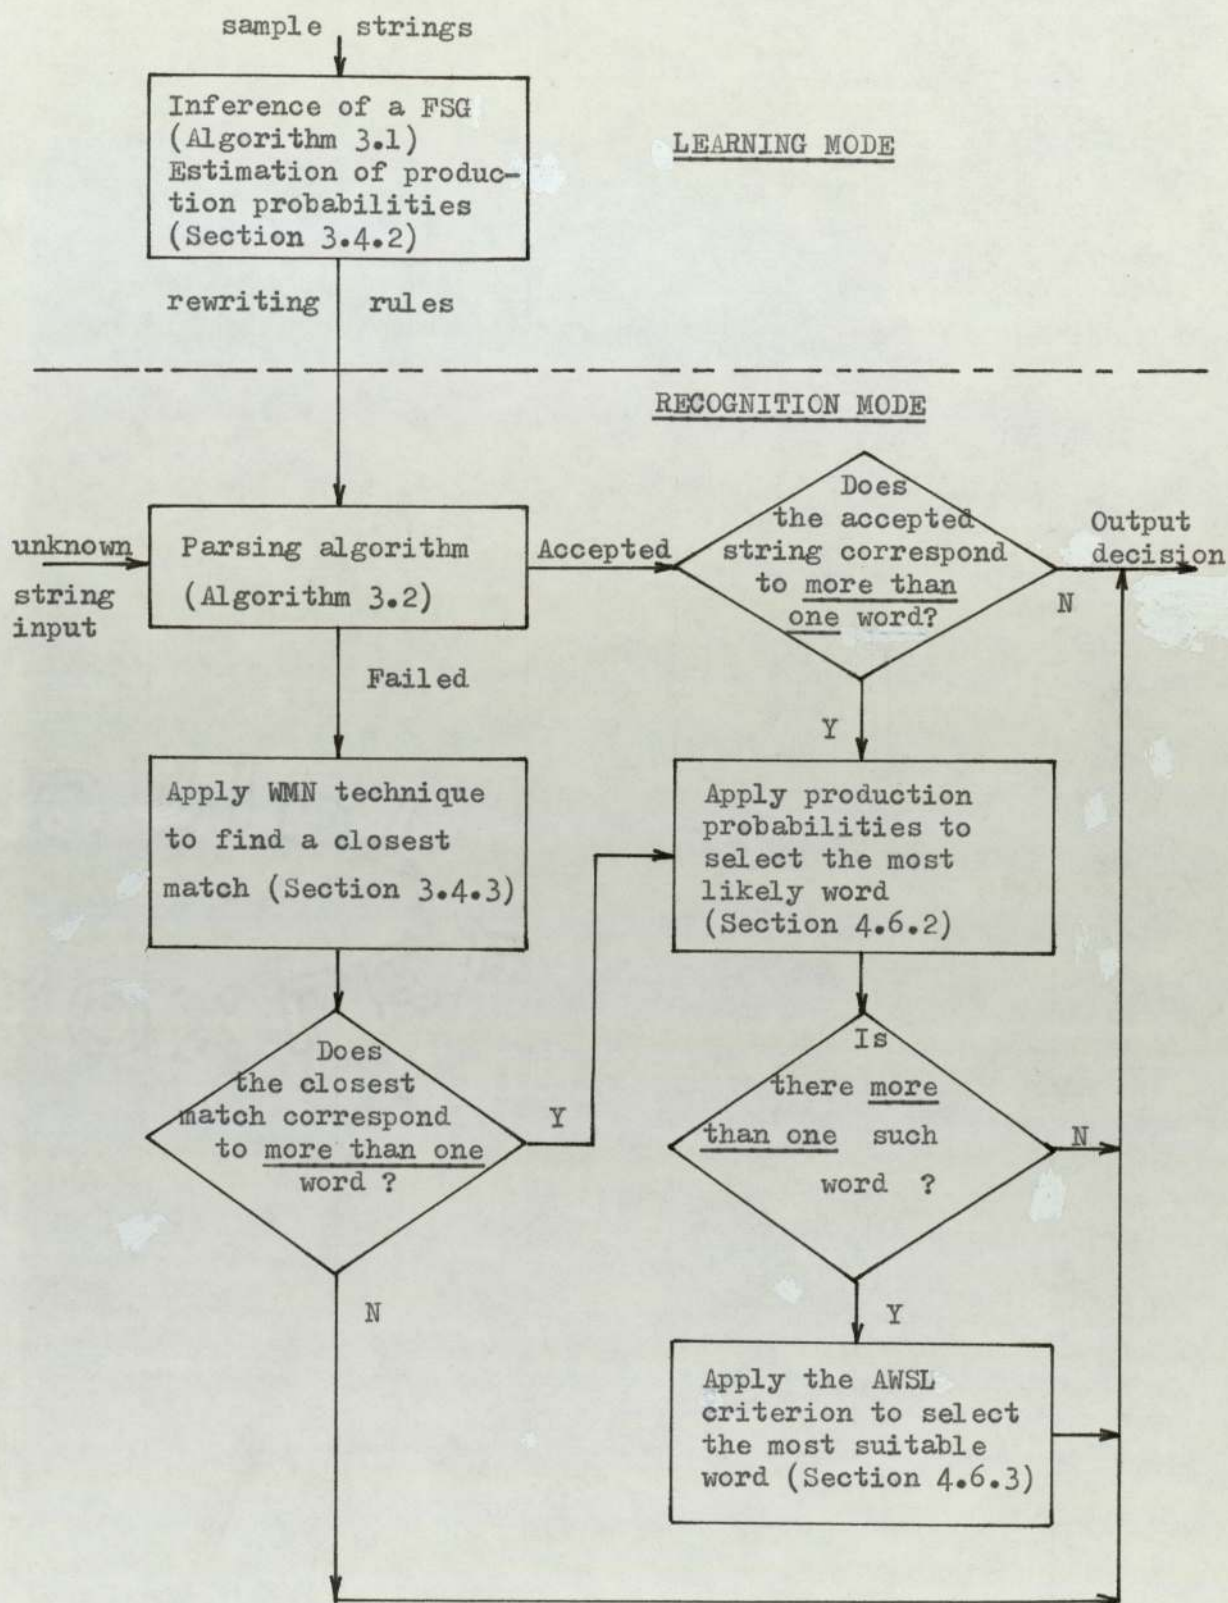 sample strings
Inference of a FSG
(Algorithm 3.1)
Estimation of produc-
tion probabilities
(Section 3.4.2)
LEARNING MODE
rewriting rules
RECOGNITION MODE
unknown
string
input
Parsing algorithm
(Algorithm 3.2)
Accepted
Does
the accepted
string correspond
to more than
one word?
N
Output
decision
Failed
Y
Apply WMN technique
to find a closest
match (Section 3.4.3)
Apply production
probabilities to
select the most
likely word
(Section 4.6.2)
Does
the closest
match correspond
to more than one
word ?
Y
N
Is
there more
than one such
word ?
N
Y
Apply the AWSL
criterion to select
the most suitable
word (Section 4.6.3)